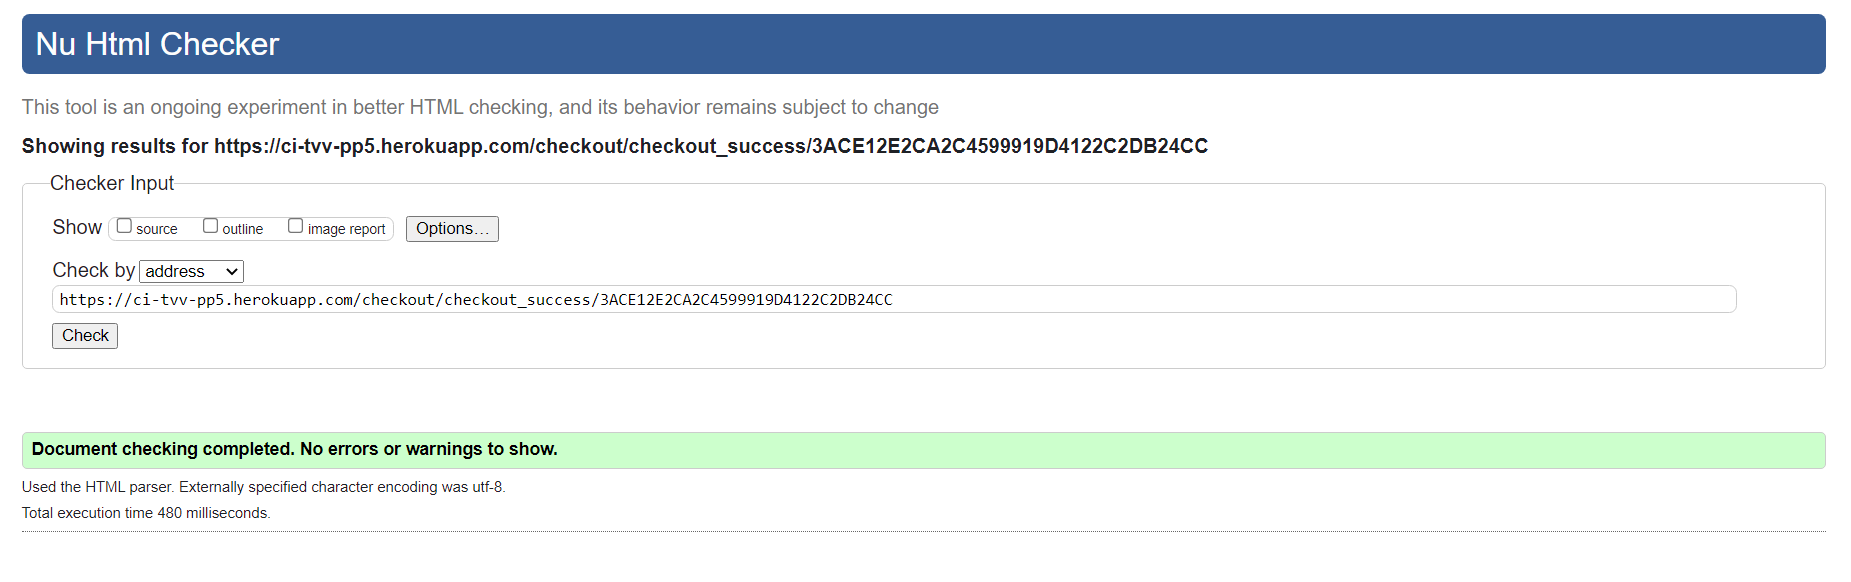 Nu Html Checker
This tool is an ongoing experiment in better HTML checking, and its behavior remains subject to change
Showing results for https://ci-tvv-pp5.herokuapp.com/checkout/checkout_success/3ACE12E2CA2C4599919D4122C2DB24CC
Checker Input
Show source outline image report Options...
Check by address
https://ci-tvv-pp5.herokuapp.com/checkout/checkout_success/3ACE12E2CA2C4599919D4122C2DB24CC
Check
Document checking completed. No errors or warnings to show.
Used the HTML parser. Externally specified character encoding was utf-8.
Total execution time 480 milliseconds.